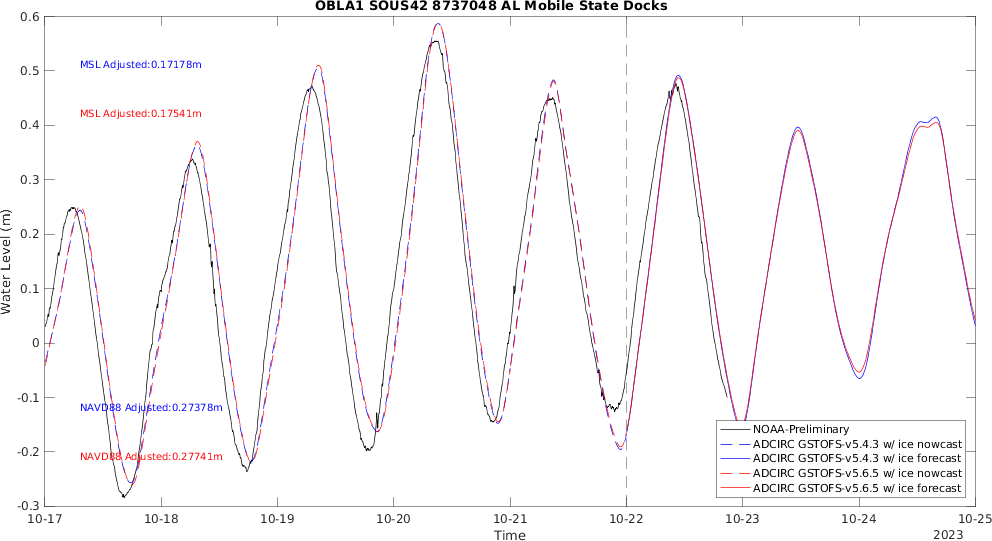 OBLA1 SOUS42 8737048 AL Mobile State Docks
0.6
0.5
0.4
0.3
0.2
0.1
0
-0.1
-0.2
-0.3
Water Level (m)
MSL Adjusted:0.17178m
MSL Adjusted:0.17541m
NAVD88 Adjusted:0.27378m
NAVD88 Adjusted:0.27741m
NOAA-Preliminary
ADCIRC GSTOFS-v5.4.3 w/ ice nowcast
ADCIRC GSTOFS-v5.4.3 w/ ice forecast
ADCIRC GSTOFS-v5.6.5 w/ ice nowcast
ADCIRC GSTOFS-v5.6.5 w/ ice forecast
10-17 10-18 10-19 10-20 10-21 10-22 10-23 10-24 10-25
Time 2023